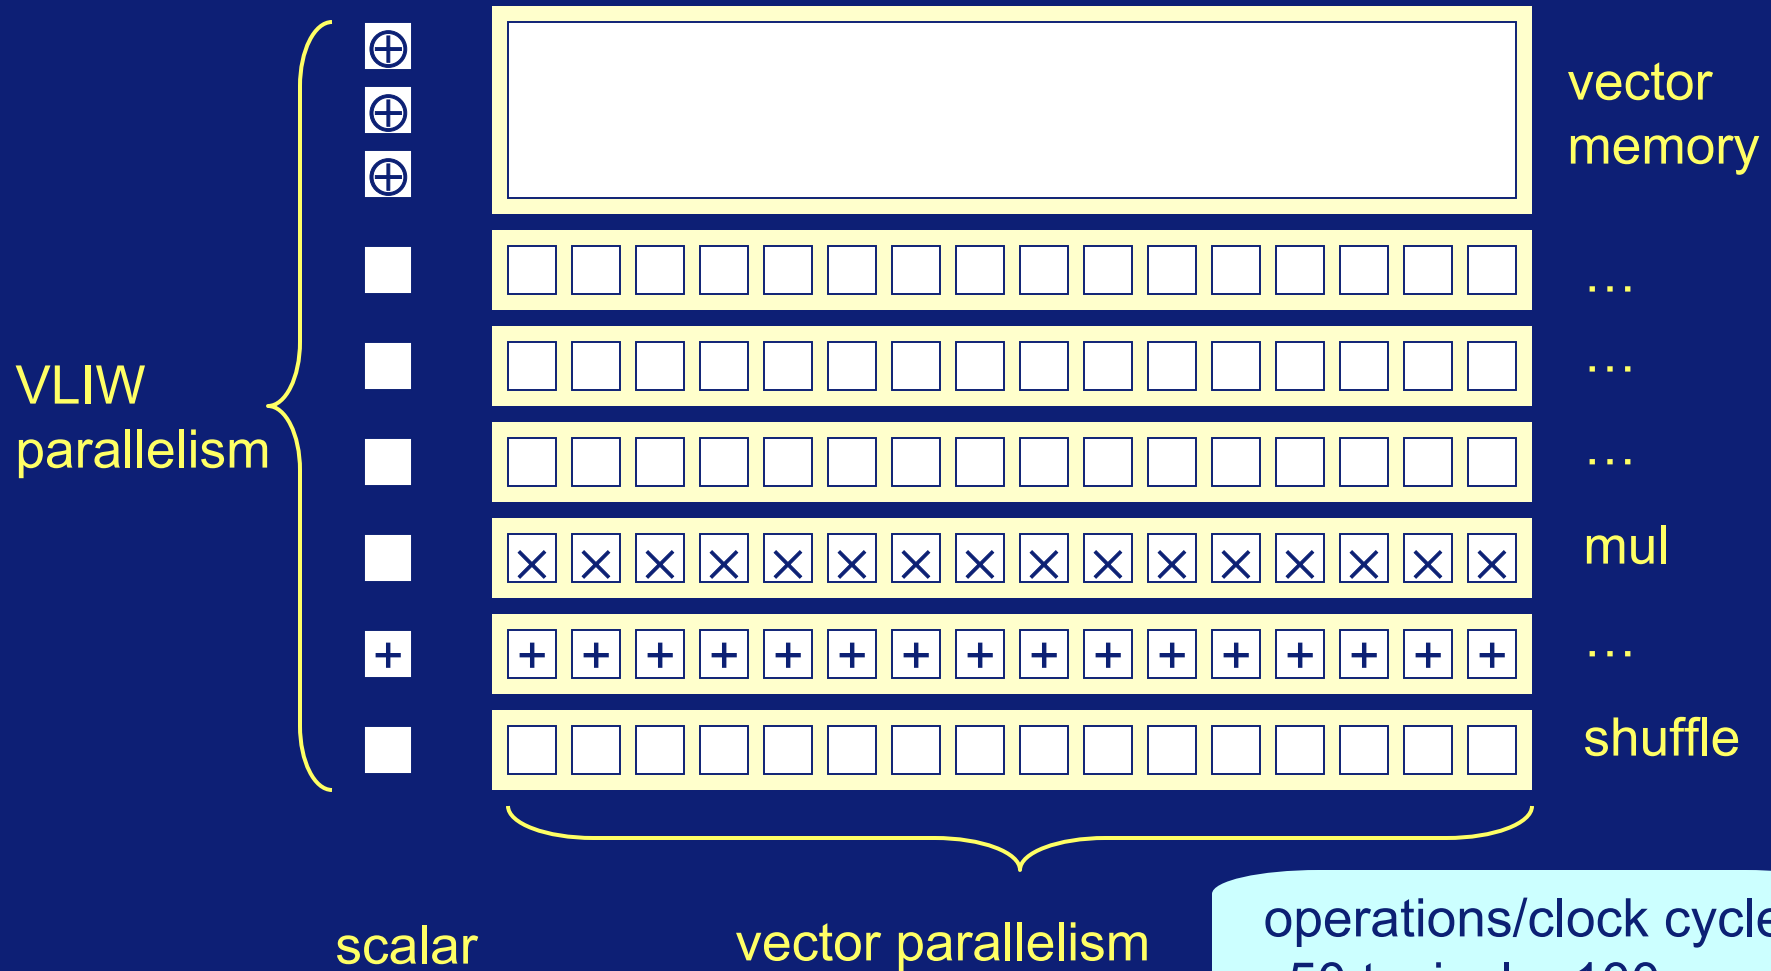 ⊕
⊕
⊕
vector
memory
…
…
VLIW
parallelism
…
× × × × × × × × × × × × × × × ×
mul
+
+ + + + + + + + + + + + + + + +
…
shuffle
scalar
vector parallelism
operations/clock cycle